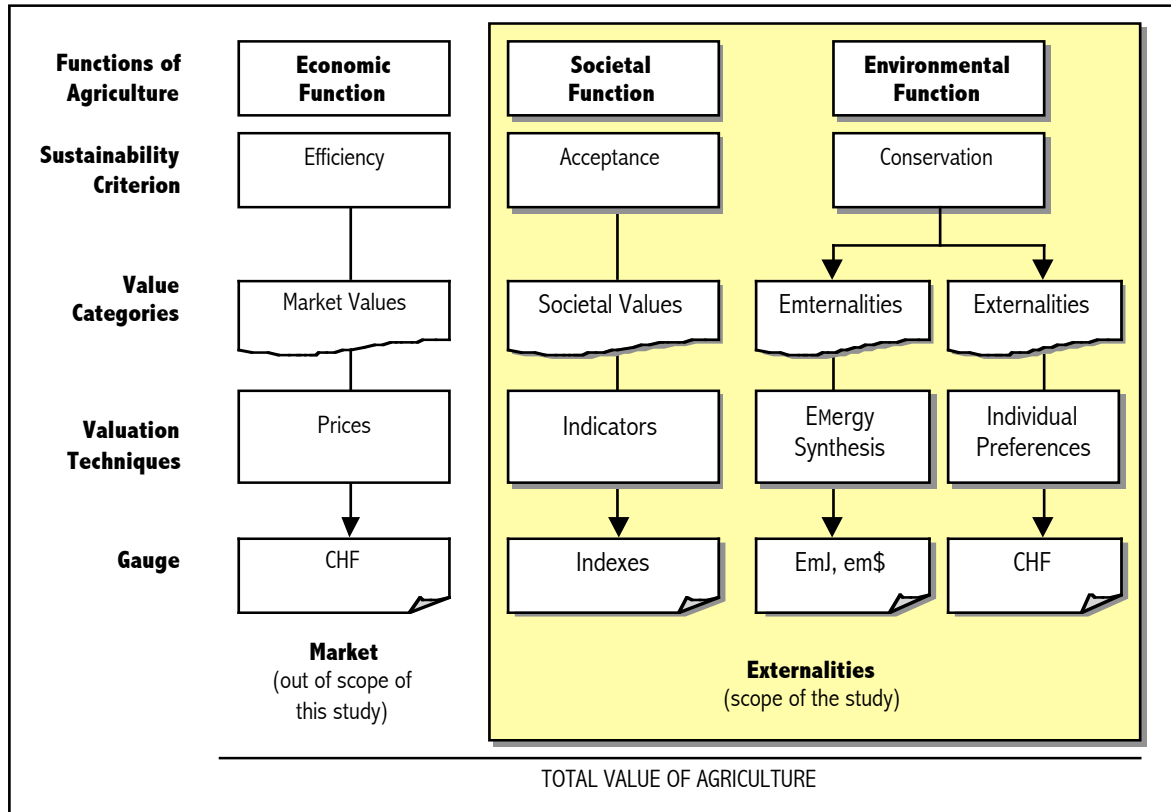 Functions of
Agriculture
Economic
Function
Societal
Function
Environmental
Function
Sustainability
Criterion
Efficiency
Acceptance
Conservation
Value
Categories
Market Values
Societal Values
Emternalities
Externalities
Valuation
Techniques
Prices
Indicators
EMergy
Synthesis
Individual
Preferences
Gauge
CHF
Indexes
EmJ, em$
CHF
Market
(out of scope of
this study)
Externalities
(scope of the study)
TOTAL VALUE OF AGRICULTURE